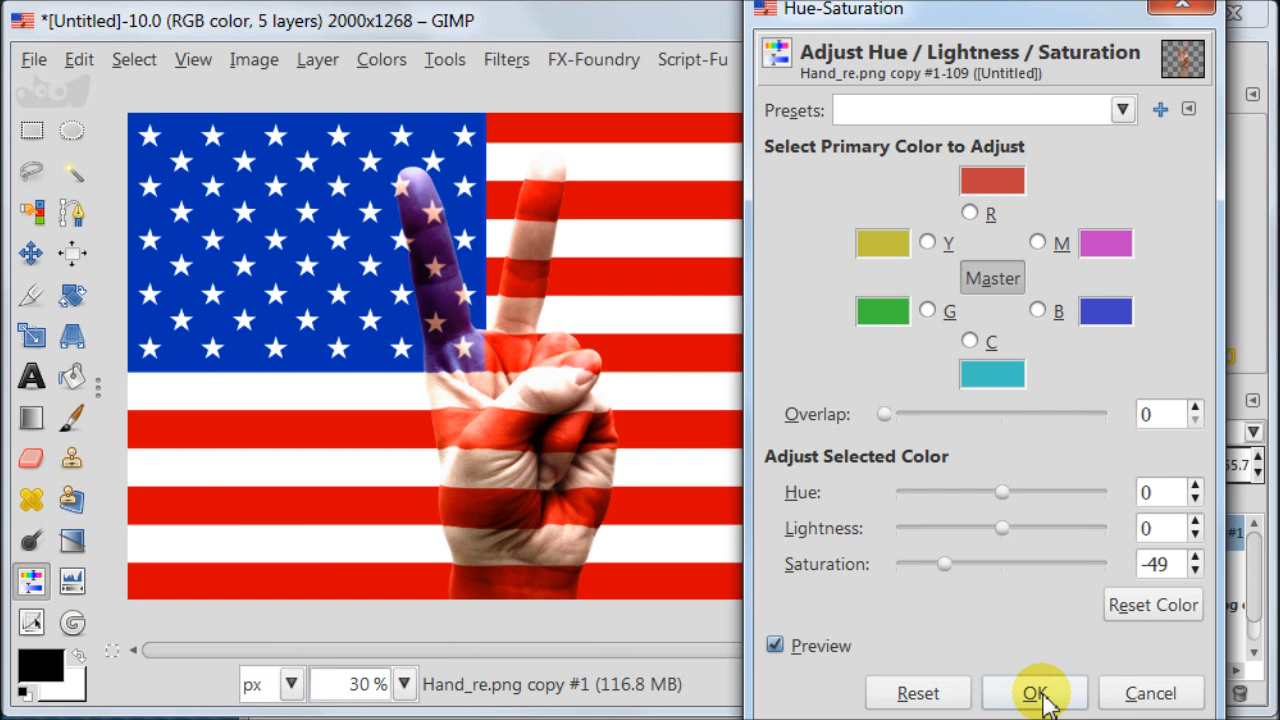 *[Untitled]-10.0 (RGB color, 5 layers) 2000x1268 – GIMP
File Edit Select View Image Layer Colors Tools Filters FX-Foundry Script-Fu
px 30 % Hand_re.png copy #1 (116.8 MB)
Hue-Saturation
Adjust Hue / Lightness / Saturation
Hand_re.png copy #1-109 ([Untitled])
Presets:
Select Primary Color to Adjust
R
Y M
Master
G B
C
Overlap: 0
Adjust Selected Color
Hue: 0
Lightness: 0
Saturation: -49
Reset Color
Preview
Reset OK Cancel
55.7
#1